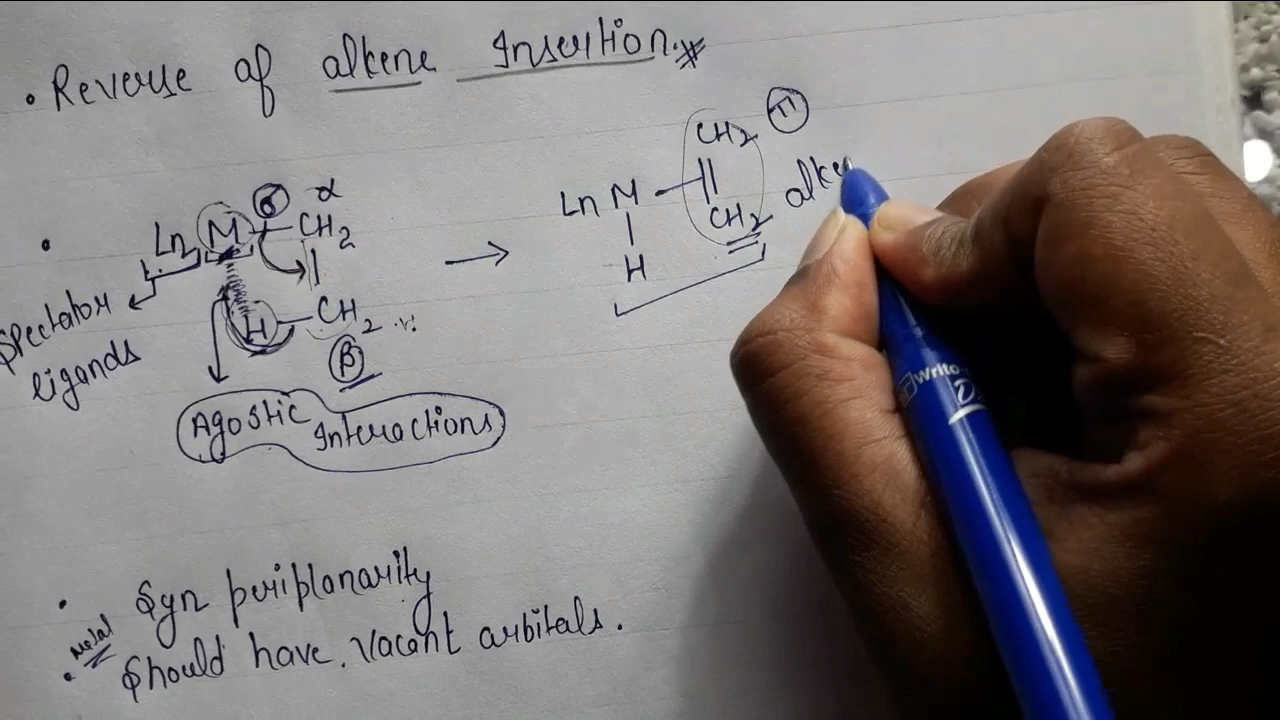 • Reverse of alkene Insertion.*
• Ln M σ CH2 α
H — CH2
β
Spectator
ligands
Agostic Interactions
→
Ln M — CH2 π
||
CH2 alke
H
• Syn periplanarity
• metal Should have. Vacant orbitals.
Writo-